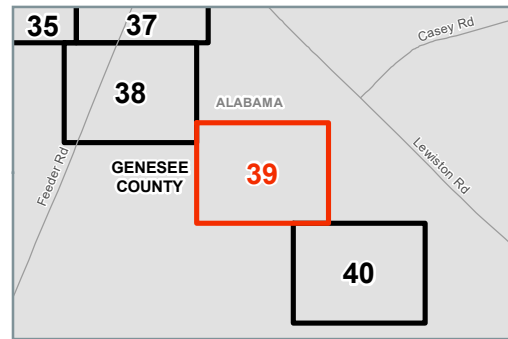 35
37
Casey Rd
38
ALABAMA
Feeder Rd
GENESEE
COUNTY
39
Lewiston Rd
40